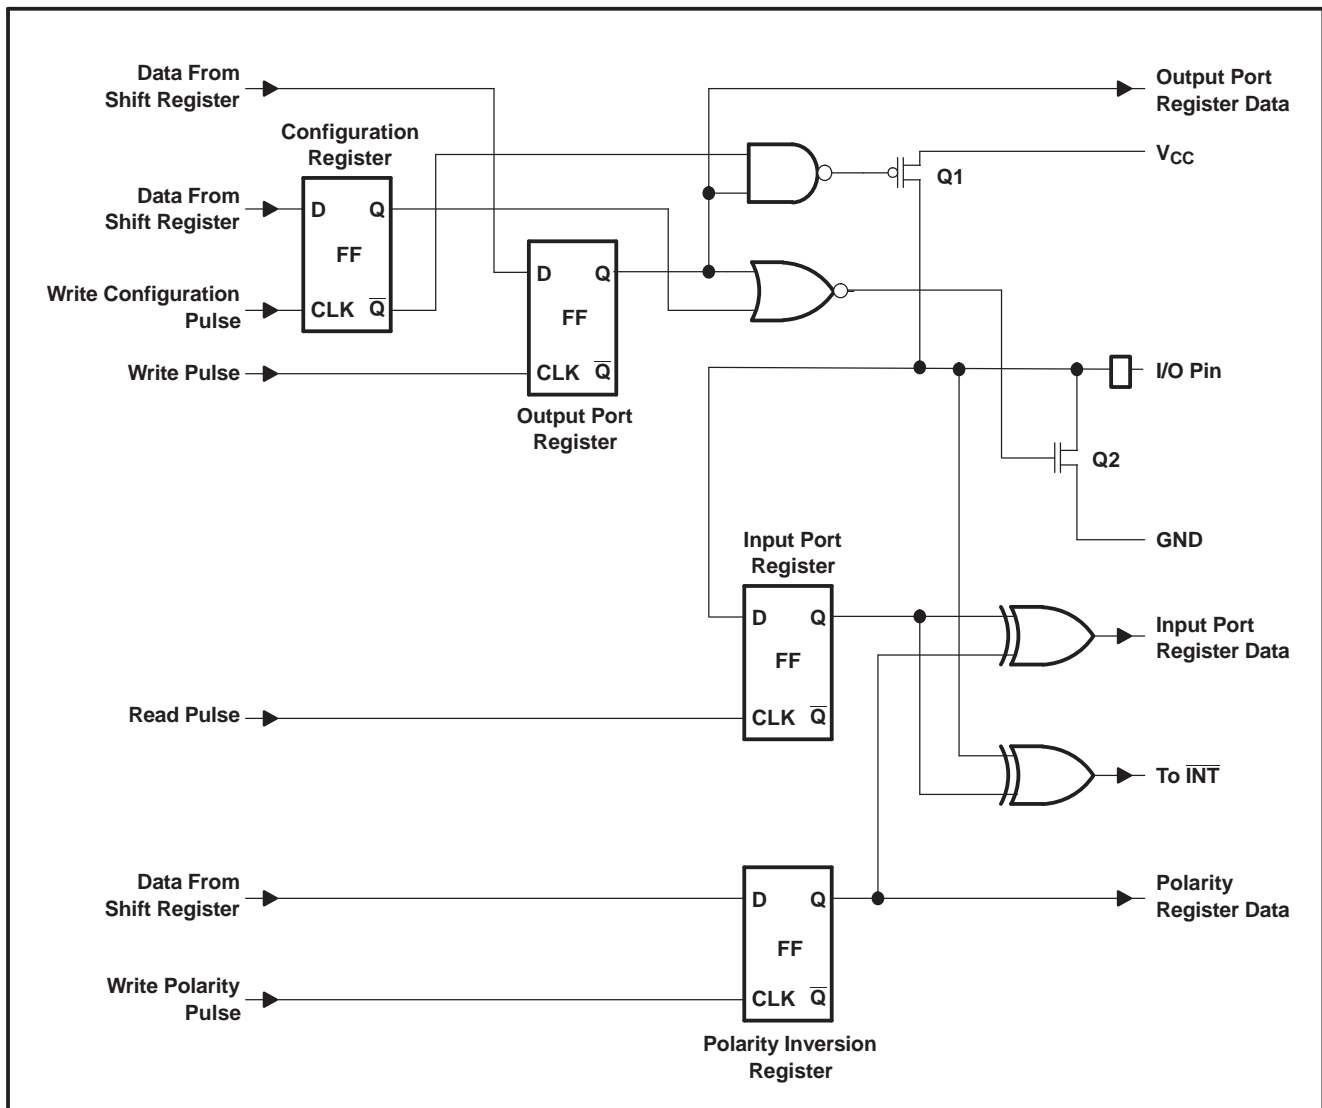 Data From
Shift Register
Output Port
Register Data
Configuration
Register
V_CC
Q1
Data From
Shift Register
D
Q
FF
D
Q
Write Configuration
Pulse
CLK
Q̅
FF
Write Pulse
CLK
Q̅
I/O Pin
Output Port
Register
Q2
Input Port
Register
GND
D
Q
Input Port
Register Data
FF
Read Pulse
CLK
Q̅
To I̅N̅T̅
Data From
Shift Register
D
Q
Polarity
Register Data
FF
Write Polarity
Pulse
CLK
Q̅
Polarity Inversion
Register